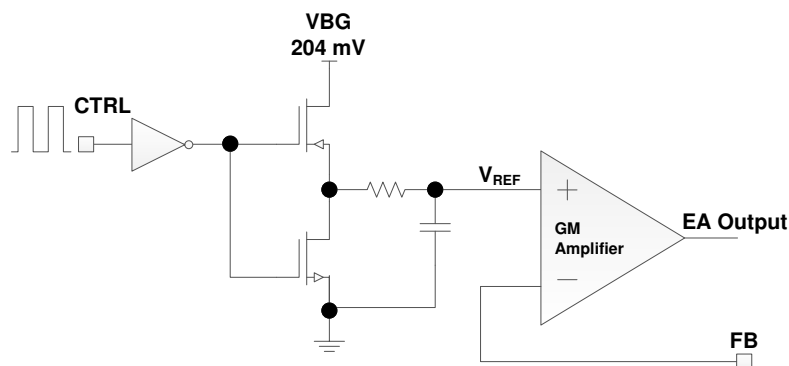 VBG
204 mV
CTRL
VREF
GM
Amplifier
+
−
EA Output
FB